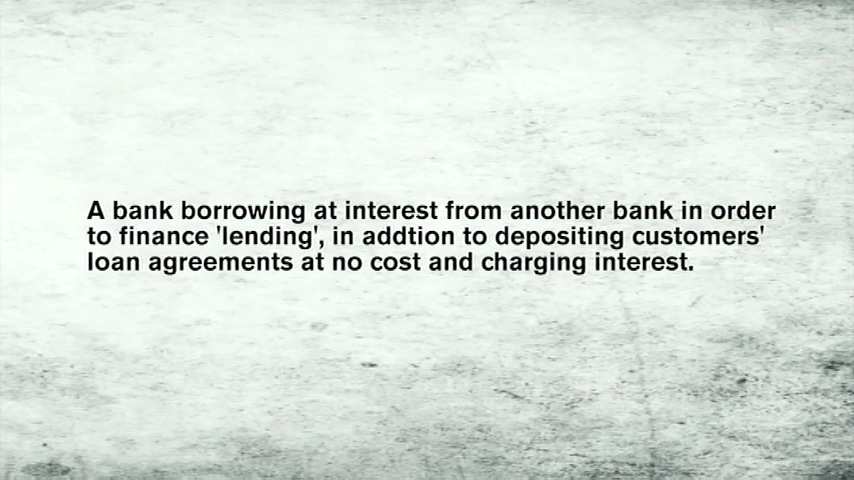 A bank borrowing at interest from another bank in order
to finance 'lending', in addtion to depositing customers'
loan agreements at no cost and charging interest.